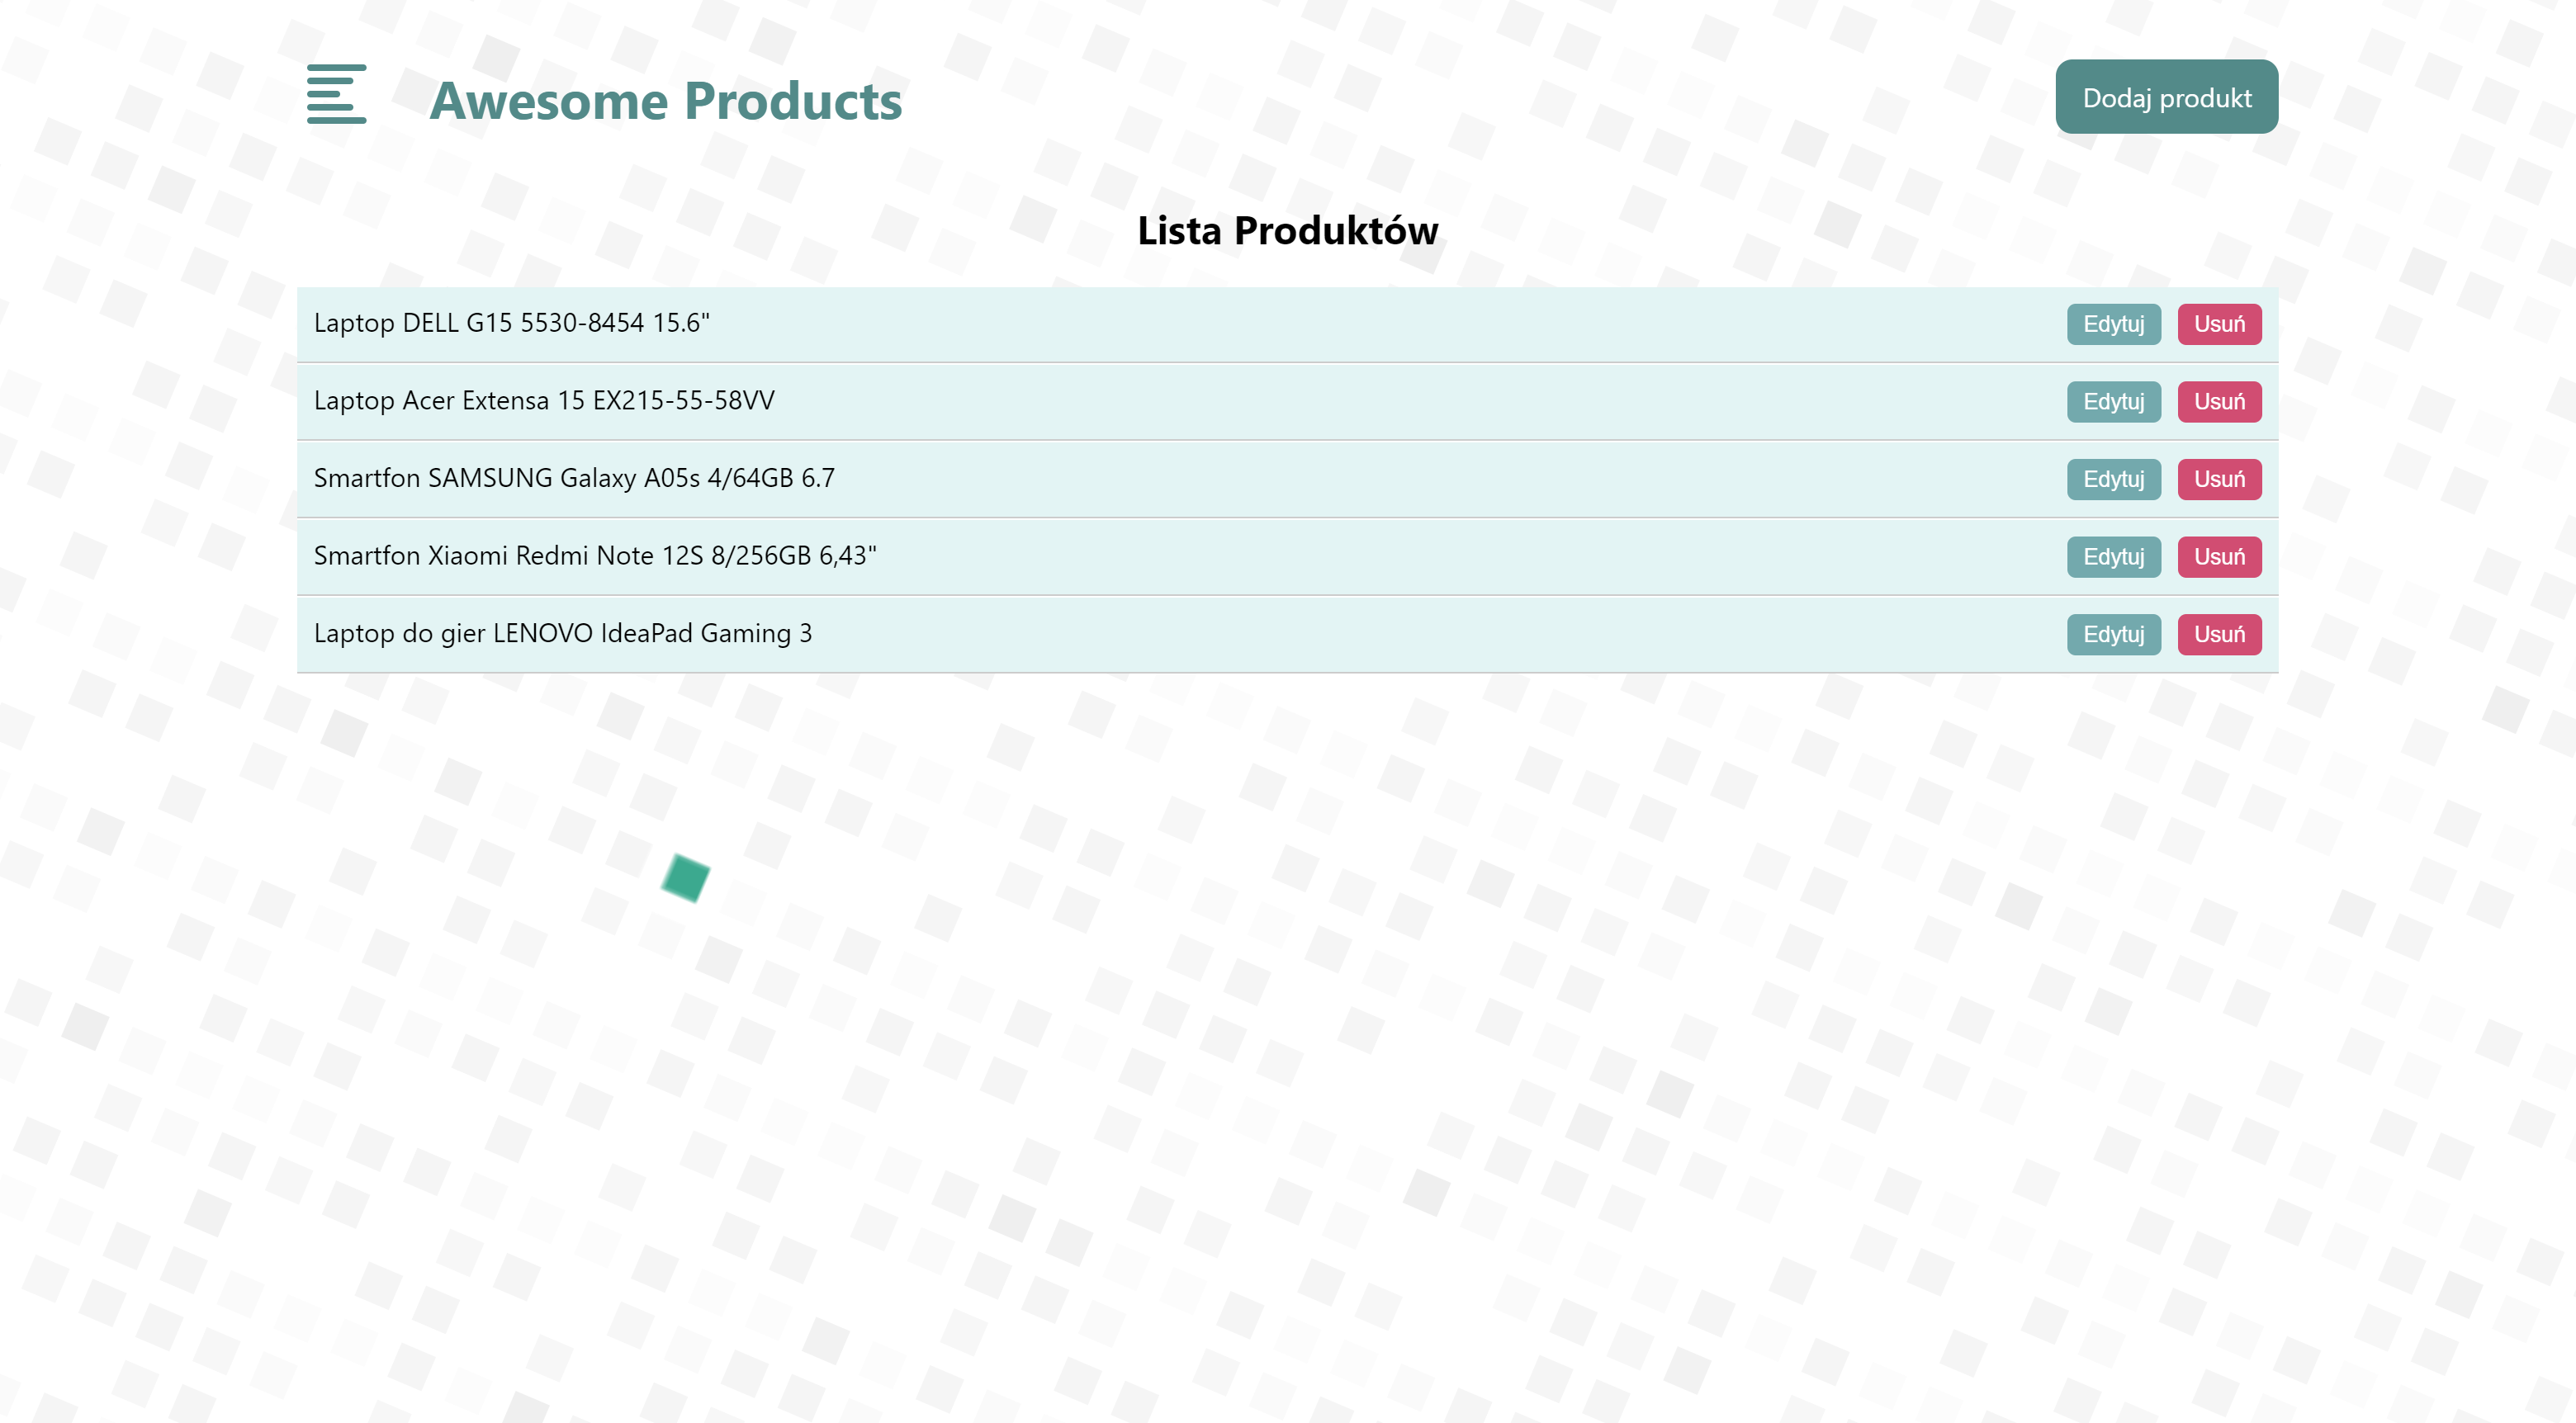 Awesome Products
Dodaj produkt
Lista Produktów
Laptop DELL G15 5530-8454 15.6" Edytuj Usuń
Laptop Acer Extensa 15 EX215-55-58VV Edytuj Usuń
Smartfon SAMSUNG Galaxy A05s 4/64GB 6.7 Edytuj Usuń
Smartfon Xiaomi Redmi Note 12S 8/256GB 6,43" Edytuj Usuń
Laptop do gier LENOVO IdeaPad Gaming 3 Edytuj Usuń